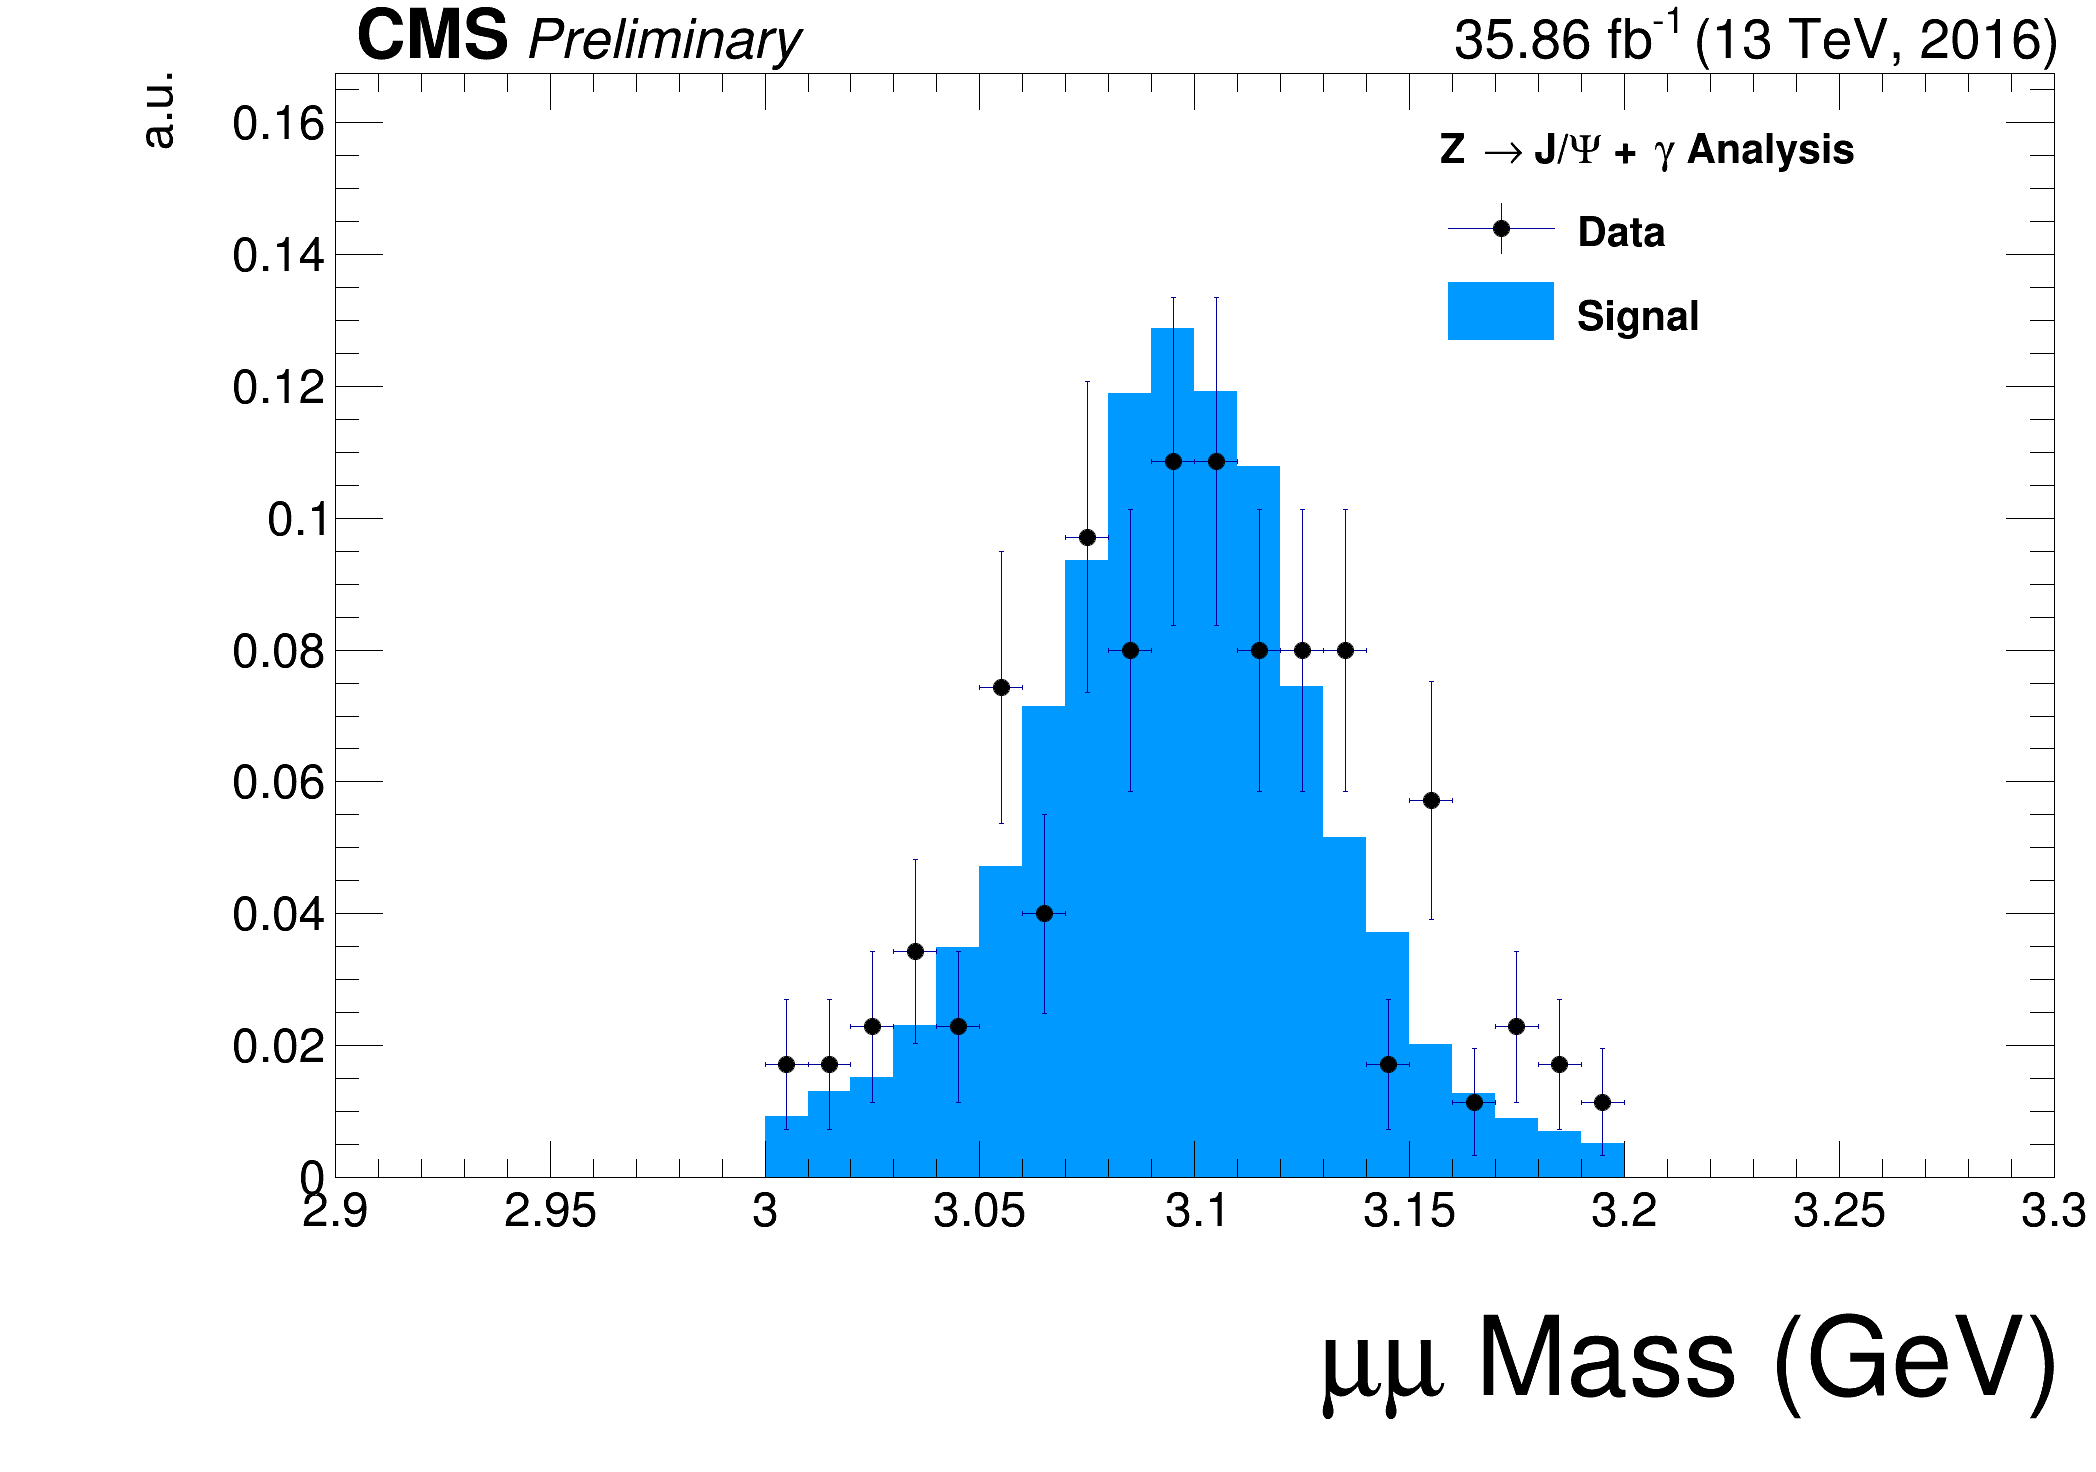 CMS Preliminary
35.86 fb⁻¹ (13 TeV, 2016)
a.u.
Z → J/Ψ + γ Analysis
Data
Signal
0.16
0.14
0.12
0.1
0.08
0.06
0.04
0.02
0
2.9 2.95 3 3.05 3.1 3.15 3.2 3.25 3.3
μμ Mass (GeV)